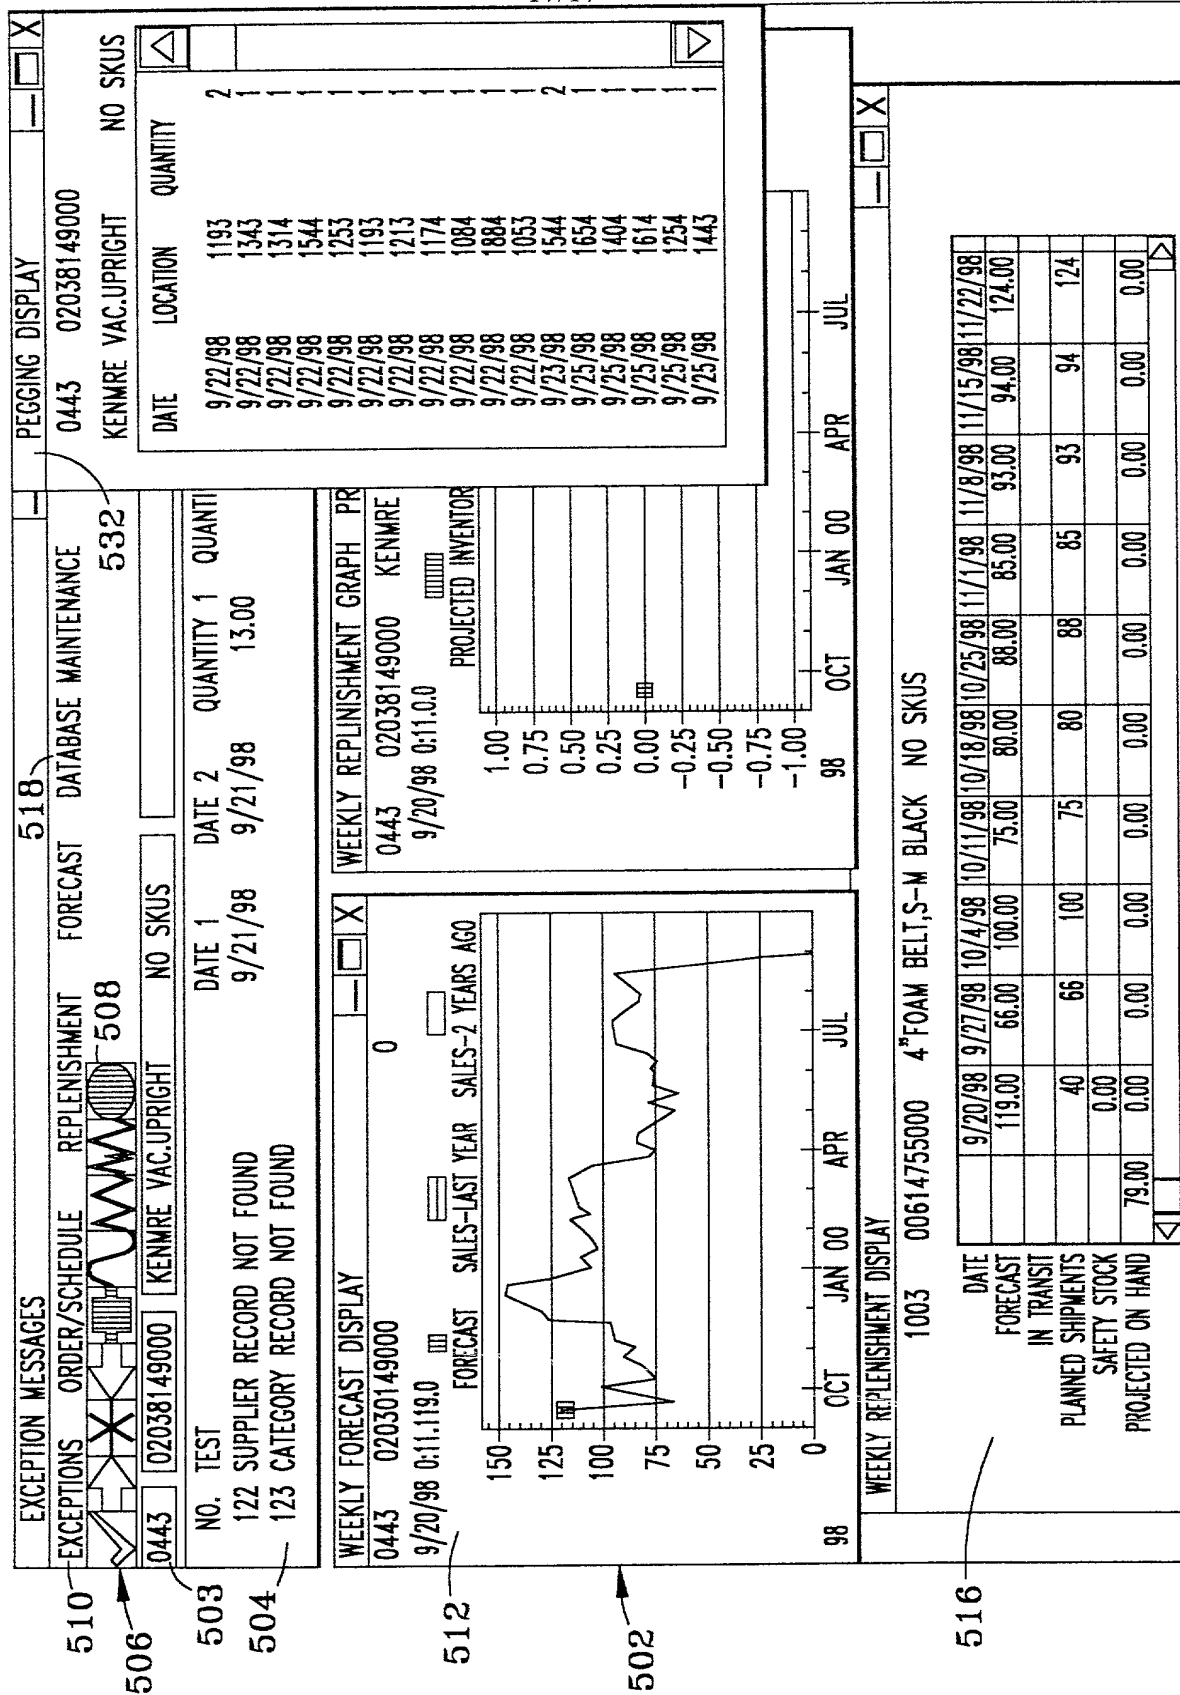 EXCEPTION MESSAGES
518
EXCEPTIONS ORDER/SCHEDULE REPLENISHMENT FORECAST DATABASE MAINTENANCE
510
506
508
0443 02038149000 KENMRE VAC.UPRIGHT NO SKUS
503
NO. TEST DATE 1 DATE 2 QUANTITY 1 QUANTI
122 SUPPLIER RECORD NOT FOUND 9/21/98 9/21/98 13.00
123 CATEGORY RECORD NOT FOUND
504
PEGGING DISPLAY X
0443 02038149000
KENMRE VAC.UPRIGHT NO SKUS
532
DATE LOCATION QUANTITY
9/22/98 1193 2
9/22/98 1343 1
9/22/98 1314 1
9/22/98 1544 1
9/22/98 1253 1
9/22/98 1193 1
9/22/98 1213 1
9/22/98 1174 1
9/22/98 1084 1
9/22/98 1884 1
9/22/98 1053 1
9/23/98 1544 2
9/25/98 1654 1
9/25/98 1404 1
9/25/98 1614 1
9/25/98 1254 1
9/25/98 1443 1
WEEKLY FORECAST DISPLAY X
0443 02030149000 0
9/20/98 0:11.119.0
512
FORECAST SALES-LAST YEAR SALES-2 YEARS AGO
150
125
100
75
50
25
0
98 OCT JAN 00 APR JUL
502
WEEKLY REPLINISHMENT GRAPH PR
0443 02038149000 KENMRE
9/20/98 0:11.0.0
PROJECTED INVENTOR
1.00
0.75
0.50
0.25
0.00
-0.25
-0.50
-0.75
-1.00
98 OCT JAN 00 APR JUL
WEEKLY REPLENISHMENT DISPLAY X
1003 00614755000 4"FOAM BELT,S-M BLACK NO SKUS
516
DATE 9/20/98 9/27/98 10/4/98 10/11/98 10/18/98 10/25/98 11/1/98 11/8/98 11/15/98 11/22/98
FORECAST 119.00 66.00 100.00 75.00 80.00 88.00 85.00 93.00 94.00 124.00
IN TRANSIT
PLANNED SHIPMENTS 40 66 100 75 80 88 85 93 94 124
SAFETY STOCK 0.00
PROJECTED ON HAND 79.00 0.00 0.00 0.00 0.00 0.00 0.00 0.00 0.00 0.00 0.00